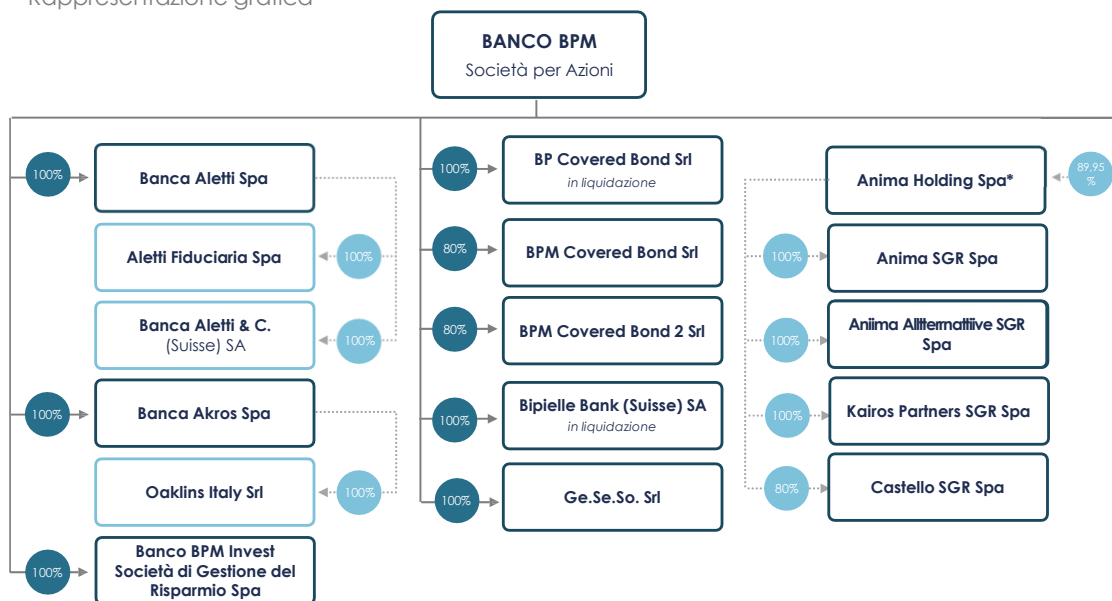 Rappresentazione grafica
BANCO BPM
Società per Azioni
100%
Banca Aletti Spa
Aletti Fiduciaria Spa
100%
Banca Aletti & C.
(Suisse) SA
100%
100%
Banca Akros Spa
Oaklins Italy Srl
100%
100%
Banco BPM Invest
Società di Gestione del
Risparmio Spa
100%
BP Covered Bond Srl
in liquidazione
80%
BPM Covered Bond Srl
80%
BPM Covered Bond 2 Srl
100%
Bipielle Bank (Suisse) SA
in liquidazione
100%
Ge.Se.So. Srl
Anima Holding Spa*
89,95
%
100%
Anima SGR Spa
100%
Aniima Allltternattiive SGR
Spa
100%
Kairos Partners SGR Spa
80%
Castello SGR Spa